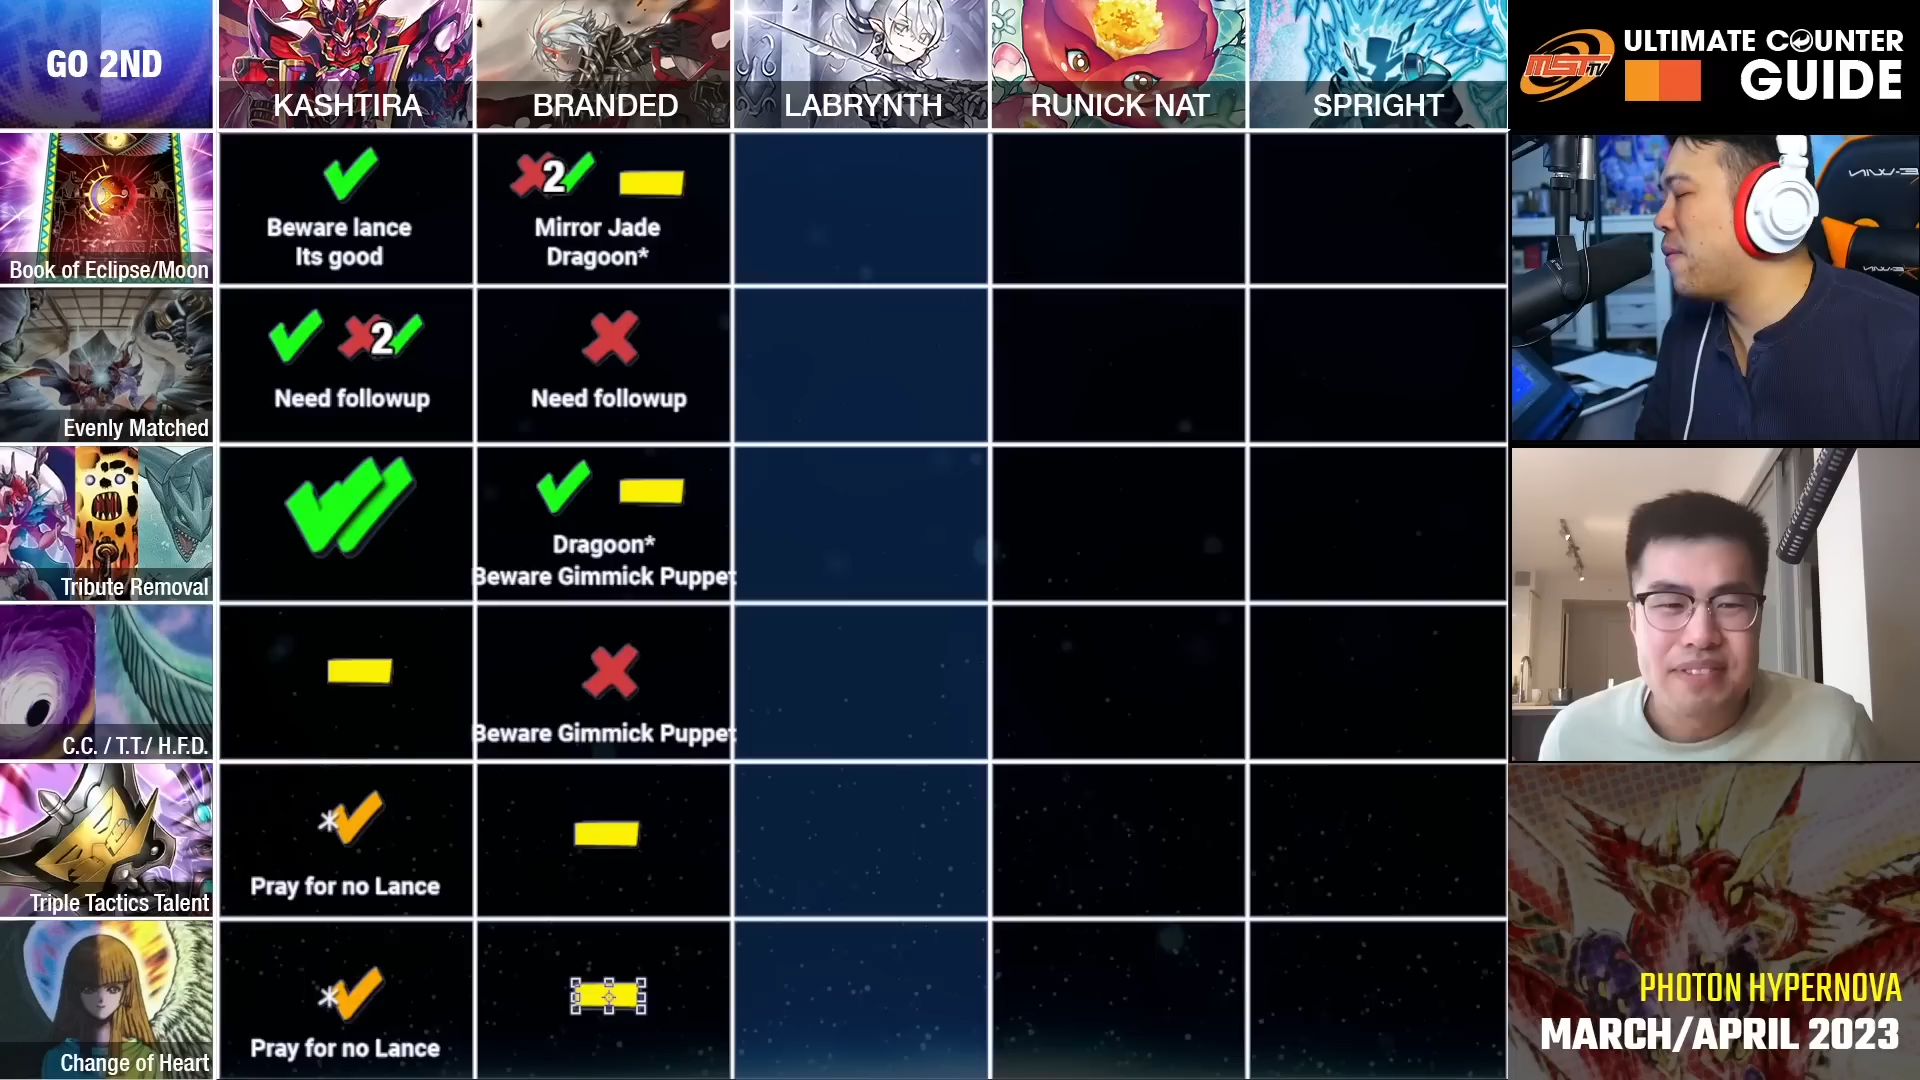 GO 2ND
KASHTIRA
BRANDED
LABRYNTH
RUNICK NAT
SPRIGHT
MSTTV
ULTIMATE COUNTER
GUIDE
Book of Eclipse/Moon
Beware lance
Its good
2
Mirror Jade
Dragoon*
Evenly Matched
2
Need followup
Need followup
Tribute Removal
Dragoon*
Beware Gimmick Puppet
C.C. / T.T./ H.F.D.
Beware Gimmick Puppet
Triple Tactics Talent
*
Pray for no Lance
Change of Heart
*
Pray for no Lance
PHOTON HYPERNOVA
MARCH/APRIL 2023